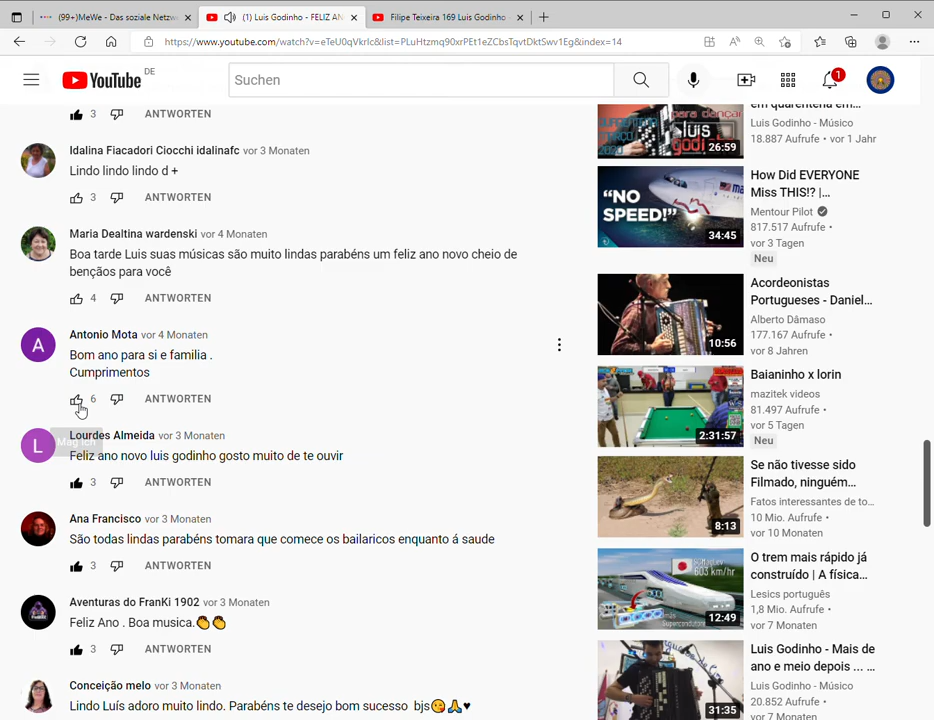 (99+)MeWe - Das soziale Netzw
(1) Luis Godinho - FELIZ AN
Filipe Teixeira 169 Luis Godinho
https://www.youtube.com/watch?v=eTeU0qVkrlc&list=PLuHtzmq90xrPEt1eZCbsTqvtDktSwv1Eg&index=14
YouTube DE
Suchen
1
3 ANTWORTEN
Idalina Fiacadori Ciocchi idalinafc vor 3 Monaten
Lindo lindo lindo d +
3 ANTWORTEN
Maria Dealtina wardenski vor 4 Monaten
Boa tarde Luis suas músicas são muito lindas parabéns um feliz ano novo cheio de
bençãos para você
4 ANTWORTEN
Antonio Mota vor 4 Monaten
A
Bom ano para si e familia .
Cumprimentos
6 ANTWORTEN
Mag ich
Lourdes Almeida vor 3 Monaten
L
Feliz ano novo luis godinho gosto muito de te ouvir
3 ANTWORTEN
Ana Francisco vor 3 Monaten
São todas lindas parabéns tomara que comece os bailaricos enquanto á saude
3 ANTWORTEN
Aventuras do FranKi 1902 vor 3 Monaten
Feliz Ano . Boa musica.👏👏
3 ANTWORTEN
Conceição melo vor 3 Monaten
Lindo Luís adoro muito lindo. Parabéns te desejo bom sucesso bjs😘🙏♥
para dançar
luis
godi
26:59
em quarentena em...
Luis Godinho - Músico
18.887 Aufrufe • vor 1 Jahr
“NO
SPEED!”
34:45
How Did EVERYONE
Miss THIS!? |...
Mentour Pilot
817.517 Aufrufe •
vor 3 Tagen
Neu
10:56
Acordeonistas
Portugueses - Daniel...
Alberto Dâmaso
177.167 Aufrufe •
vor 8 Jahren
2:31:57
Baianinho x lorin
mazitek videos
81.497 Aufrufe •
vor 5 Tagen
Neu
8:13
Se não tivesse sido
Filmado, ninguém...
Fatos interessantes de to...
10 Mio. Aufrufe •
vor 10 Monaten
603 km/hr
12:49
O trem mais rápido já
construído | A física...
Lesics português
1,8 Mio. Aufrufe •
vor 7 Monaten
31:35
Luis Godinho - Mais de
ano e meio depois ... ...
Luis Godinho - Músico
20.852 Aufrufe •
vor 7 Monaten